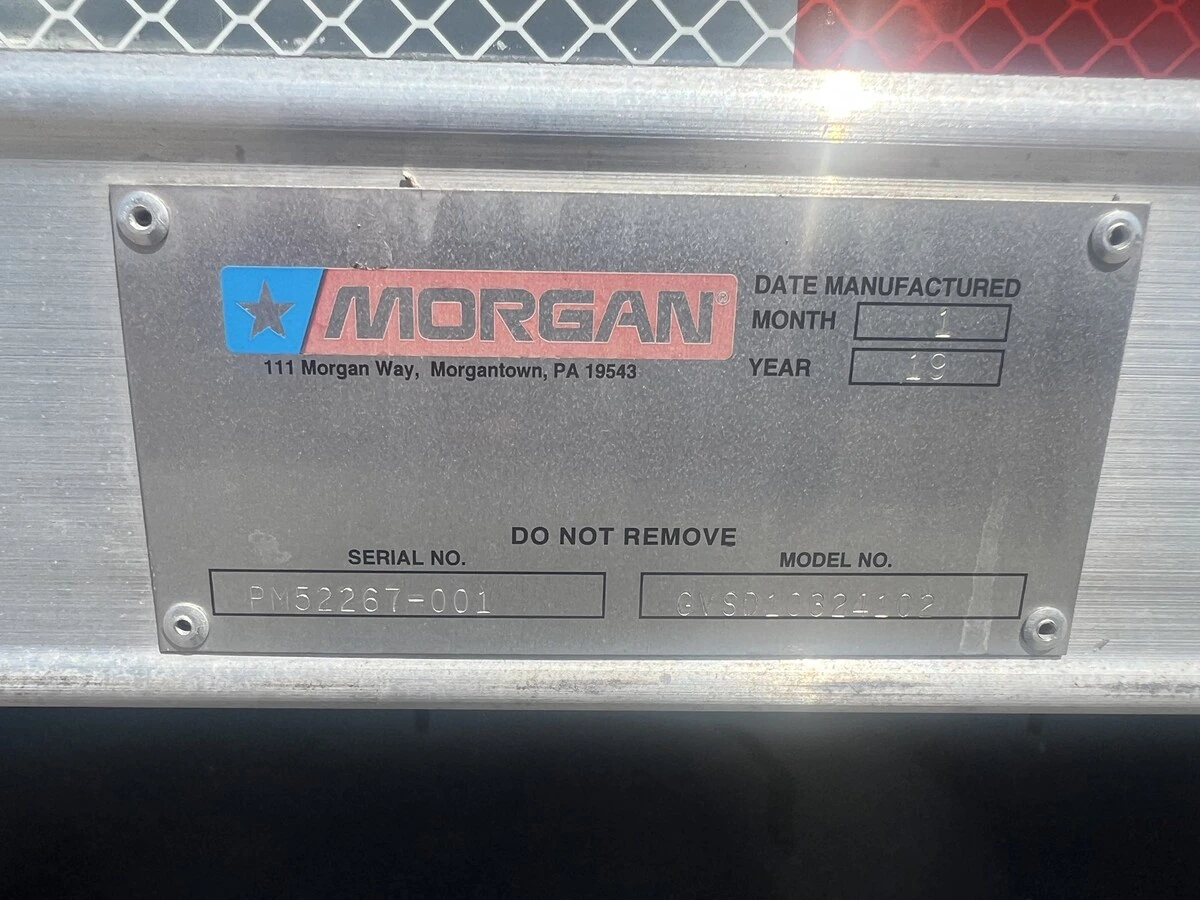 MORGAN®
111 Morgan Way, Morgantown, PA 19543
DATE MANUFACTURED
MONTH 1
YEAR 19
DO NOT REMOVE
SERIAL NO.
PM52267-001
MODEL NO.
GVSD10324102